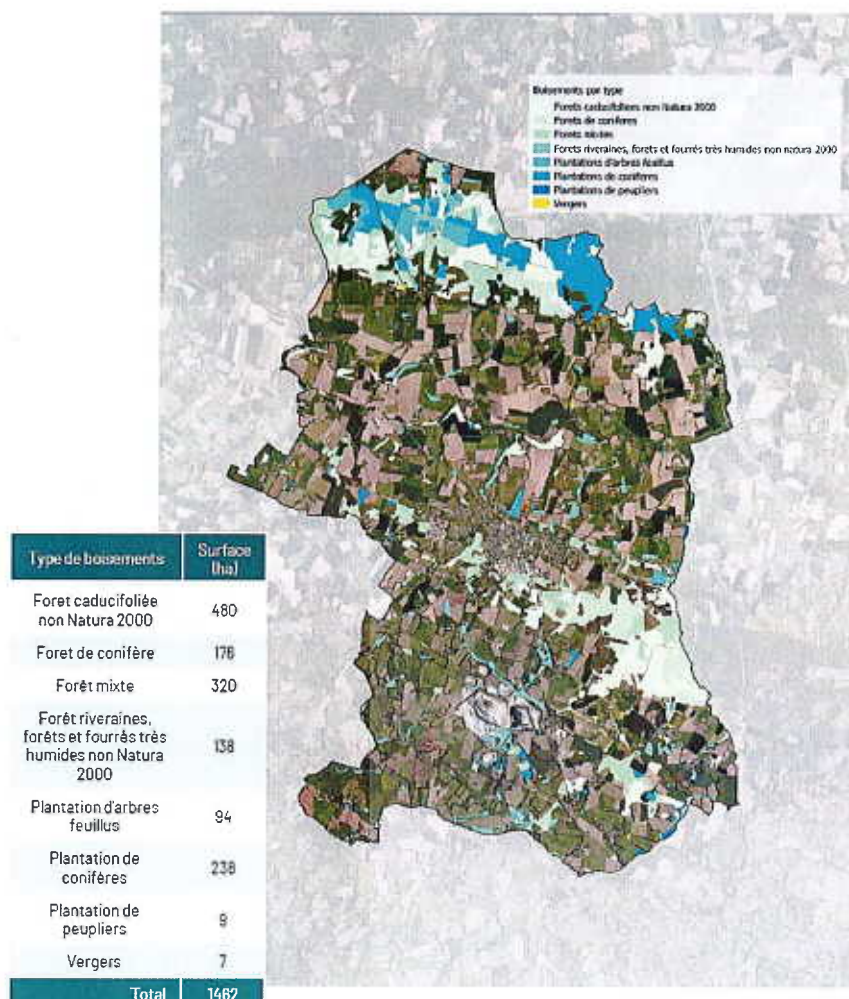 Boisements par type
Forets caducifoliées non Natura 2000
Forets de conifères
Forets mixtes
Forets riveraines, forets et fourrés très humides non natura 2000
Plantations d'arbres feuillus
Plantations de conifères
Plantations de peupliers
Vergers
Type de boisements
Surface
(ha)
Foret caducifoliée
non Natura 2000
480
Foret de conifère
176
Forêt mixte
320
Forêt riveraines,
forêts et fourrés très
humides non Natura
2000
138
Plantation d'arbres
feuillus
94
Plantation de
conifères
238
Plantation de
peupliers
9
Vergers
7
Total
1462